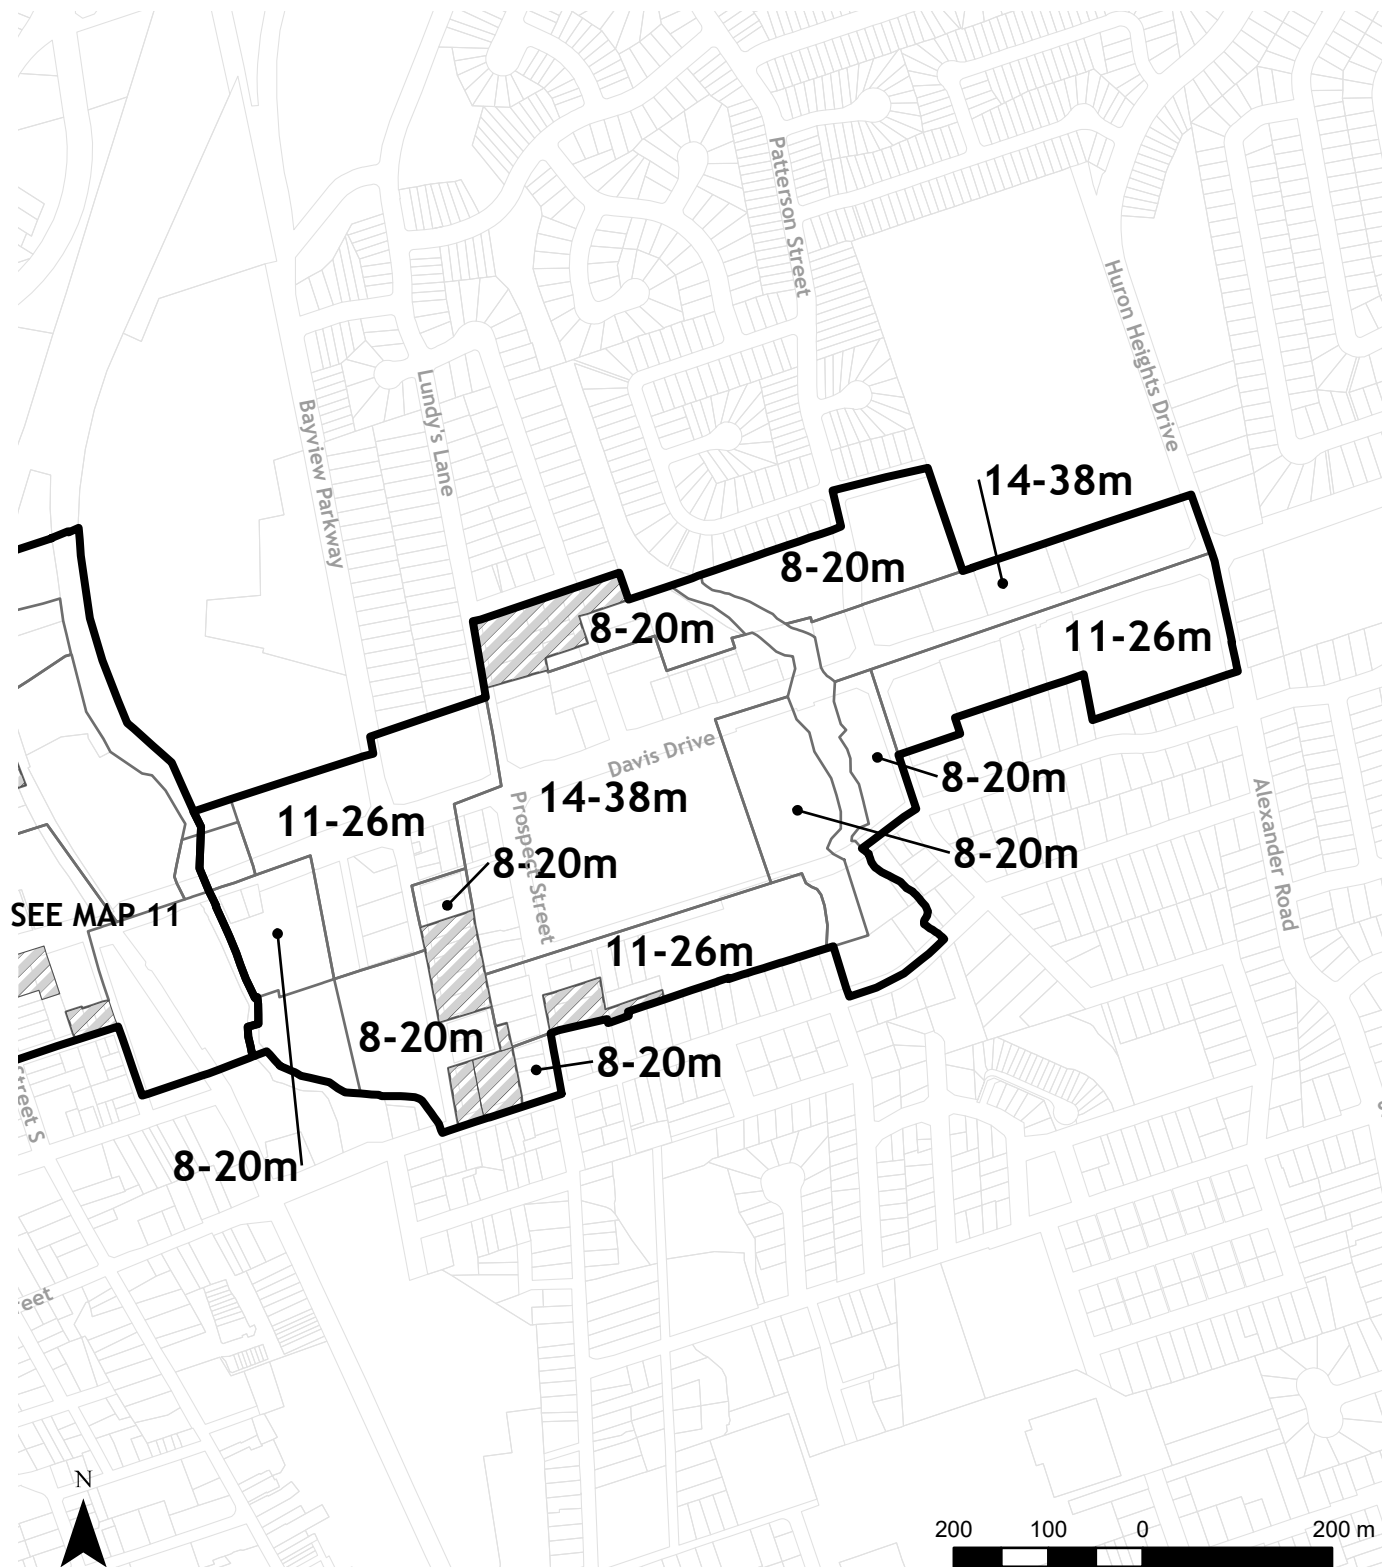 Patterson Street
Huron Heights Drive
Lundy's Lane
Bayview Parkway
14-38m
8-20m
8-20m
11-26m
Davis Drive
8-20m
14-38m
Prospect Street
11-26m
8-20m
8-20m
Alexander Road
SEE MAP 11
11-26m
8-20m
8-20m
Street S
8-20m
N
200 100 0 200 m